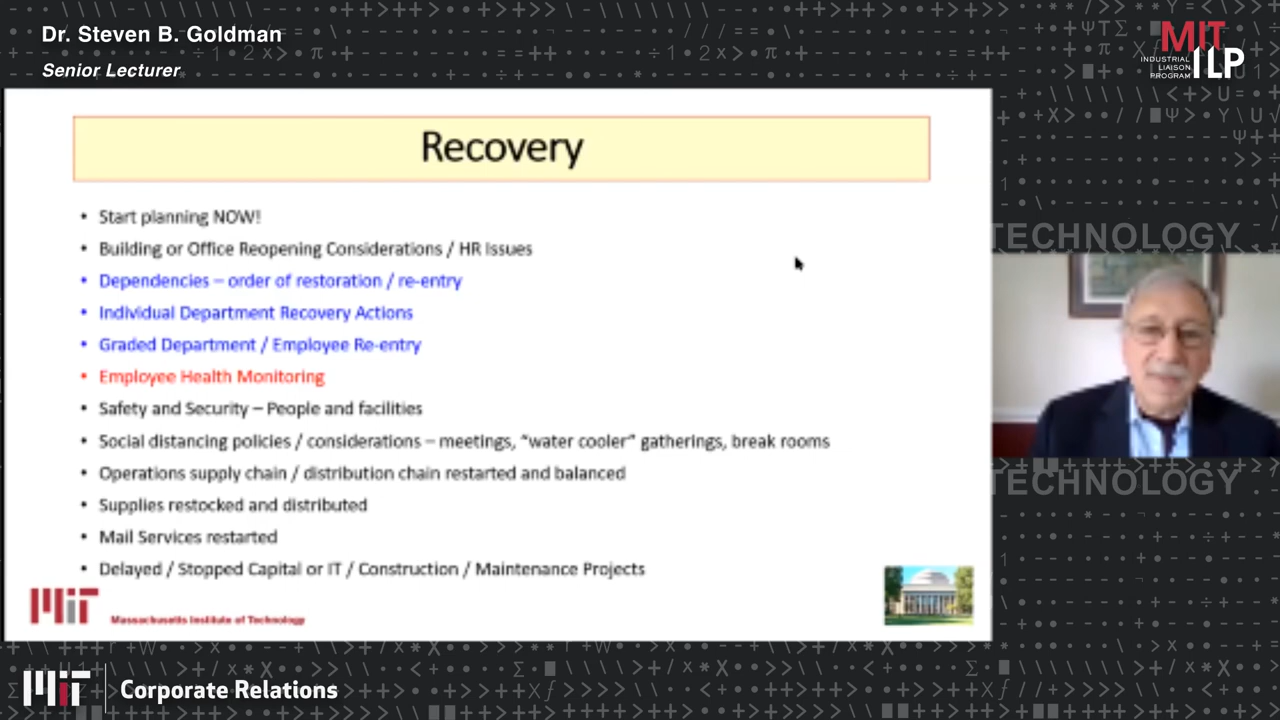 Dr. Steven B. Goldman
Senior Lecturer
MIT
INDUSTRIAL
LIAISON
PROGRAM
ILP
Recovery
• Start planning NOW!
• Building or Office Reopening Considerations / HR Issues
• Dependencies – order of restoration / re-entry
• Individual Department Recovery Actions
• Graded Department / Employee Re-entry
• Employee Health Monitoring
• Safety and Security – People and facilities
• Social distancing policies / considerations – meetings, “water cooler” gatherings, break rooms
• Operations supply chain / distribution chain restarted and balanced
• Supplies restocked and distributed
• Mail Services restarted
• Delayed / Stopped Capital or IT / Construction / Maintenance Projects
MIT
Massachusetts Institute of Technology
TECHNOLOGY
TECHNOLOGY
MIT
Corporate Relations